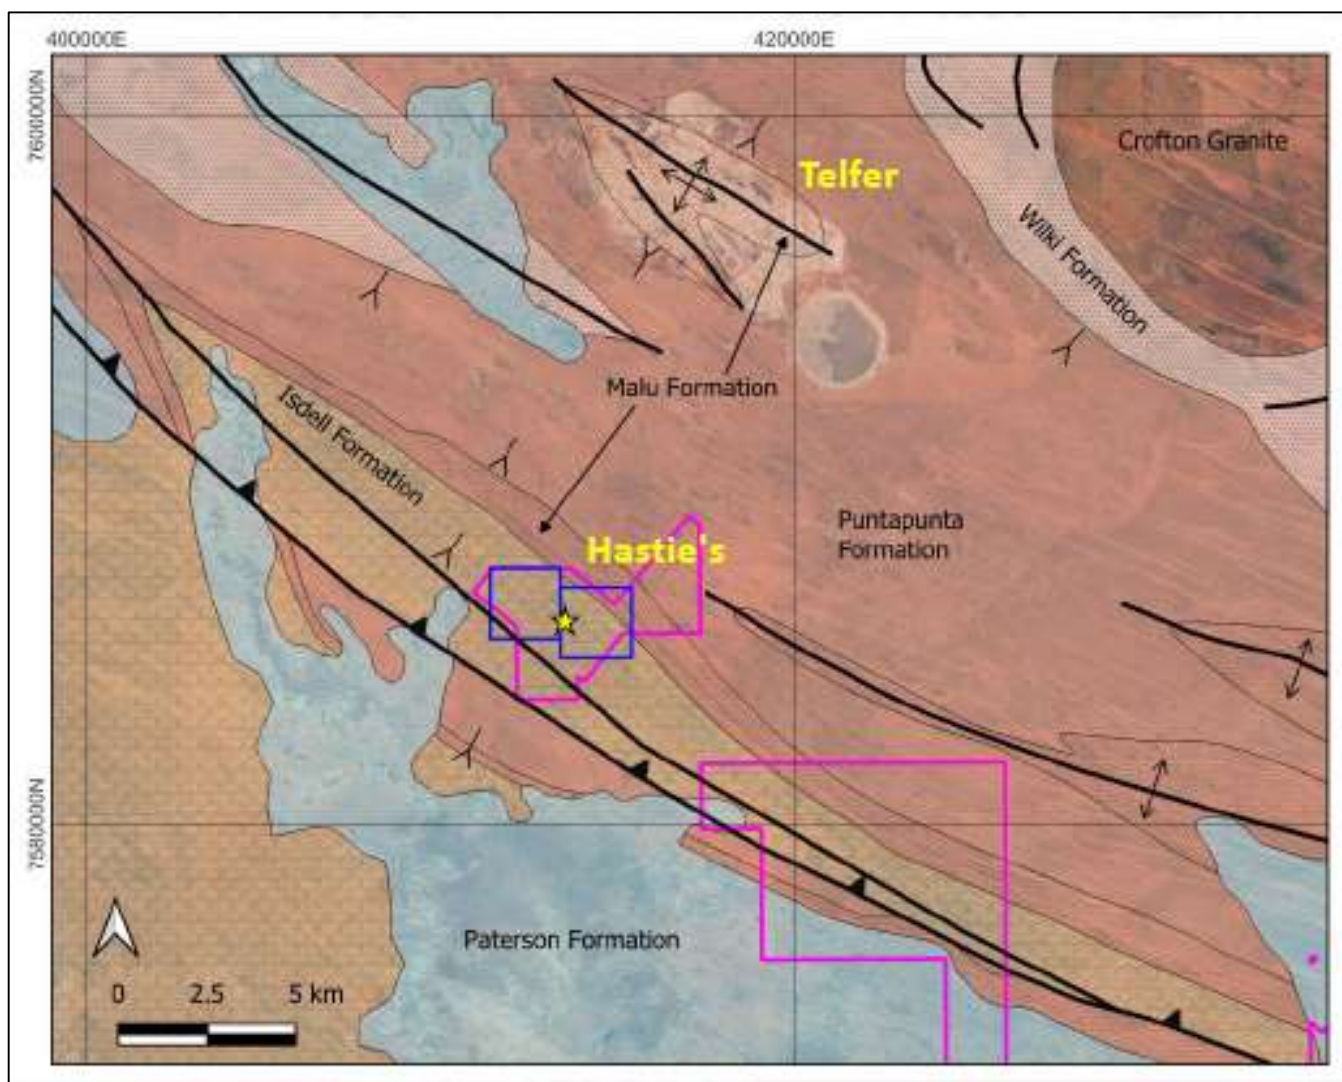 400000E
420000E
7600000N
Crofton Granite
Telfer
Wilki Formation
Malu Formation
Isdell Formation
Puntapunta
Formation
Hastie's
7580000N
Paterson Formation
0 2.5 5 km